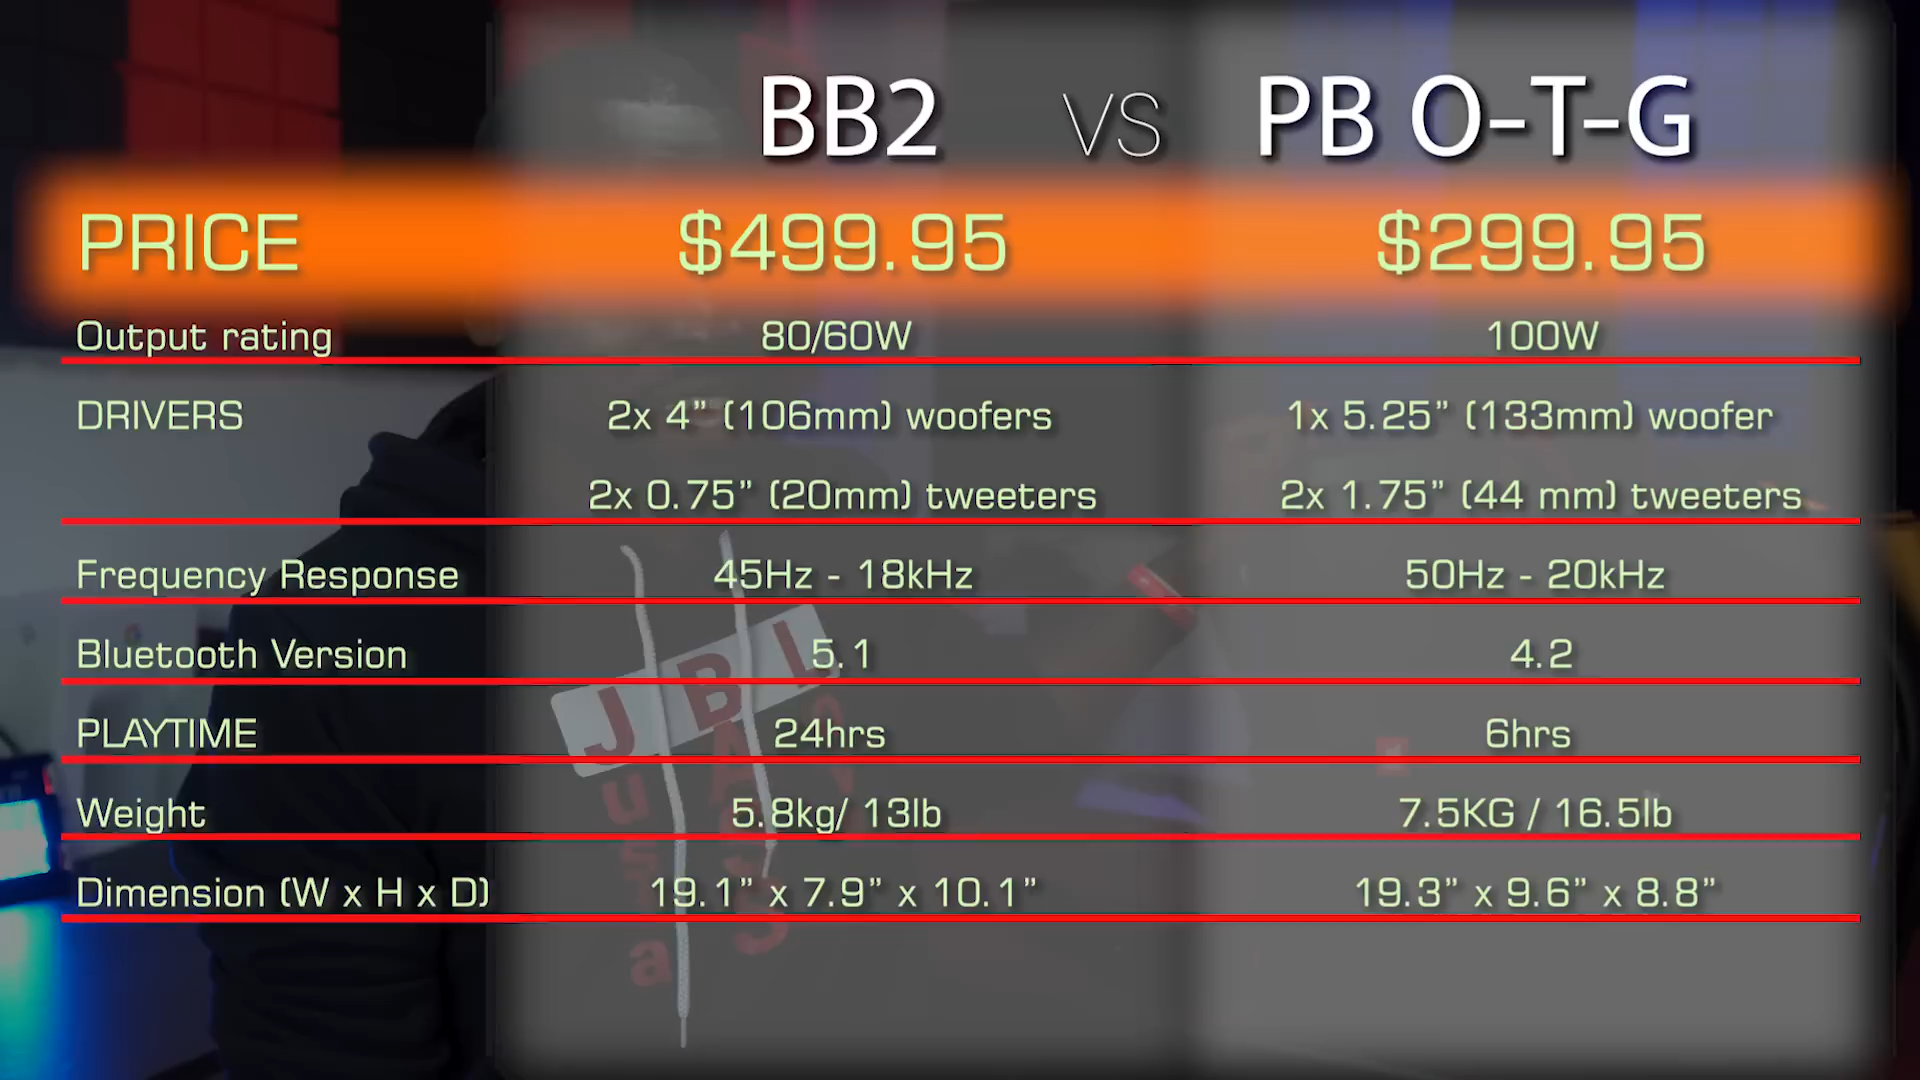 BB2 VS PB O-T-G
PRICE $499.95 $299.95
Output rating 80/60W 100W
DRIVERS 2x 4” (106mm) woofers 1x 5.25” (133mm) woofer
2x 0.75” (20mm) tweeters 2x 1.75” (44 mm) tweeters
Frequency Response 45Hz - 18kHz 50Hz - 20kHz
Bluetooth Version 5.1 4.2
PLAYTIME 24hrs 6hrs
Weight 5.8kg/ 13lb 7.5KG / 16.5lb
Dimension (W x H x D) 19.1” x 7.9” x 10.1” 19.3” x 9.6” x 8.8”